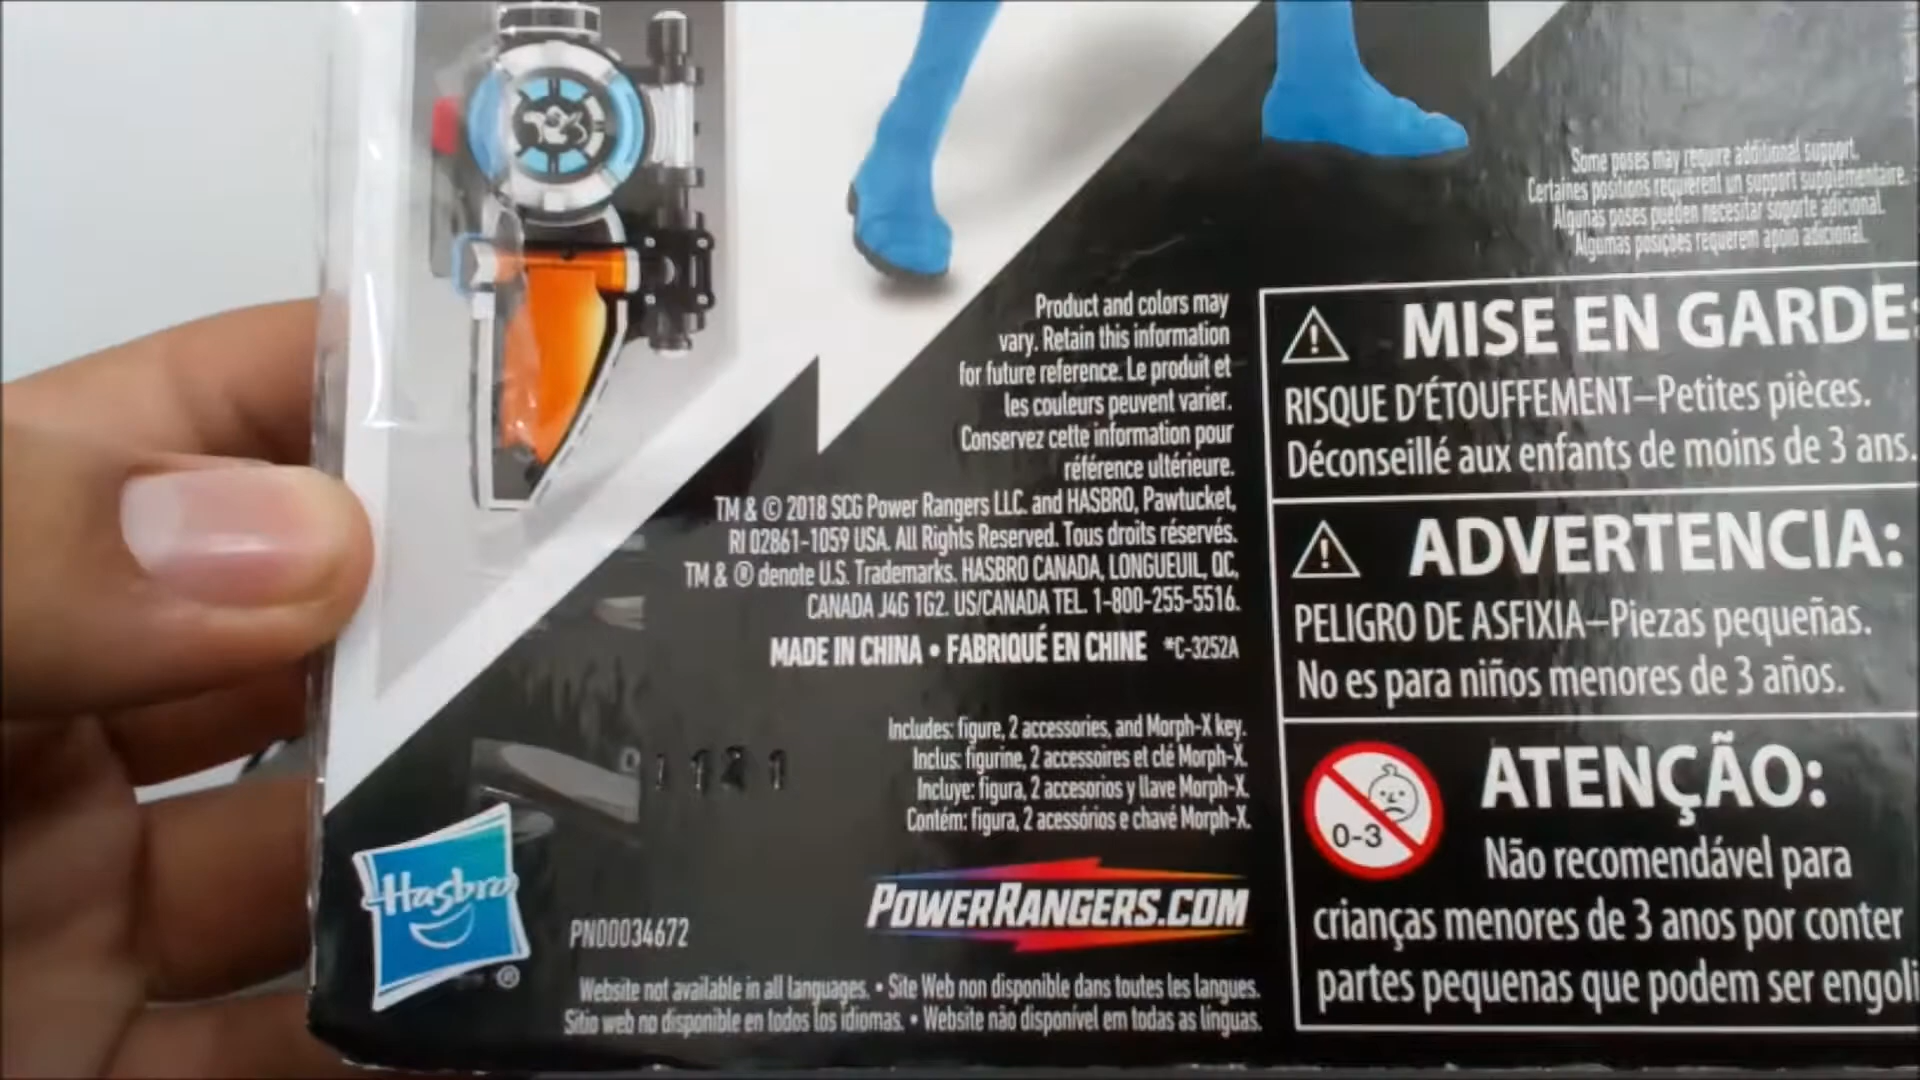 Some poses may require additional support.
Certaines positions requièrent un support supplémentaire.
Algunas poses pueden necesitar soporte adicional.
Algumas posições requerem apoio adicional.
Product and colors may
vary. Retain this information
for future reference. Le produit et
les couleurs peuvent varier.
Conservez cette information pour
référence ultérieure.
TM & © 2018 SCG Power Rangers LLC. and HASBRO, Pawtucket,
RI 02861-1059 USA. All Rights Reserved. Tous droits réservés.
TM & ® denote U.S. Trademarks. HASBRO CANADA, LONGUEUIL, QC,
CANADA J4G 1G2. US/CANADA TEL. 1-800-255-5516.
MADE IN CHINA • FABRIQUÉ EN CHINE *C-3252A
Includes: figure, 2 accessories, and Morph-X key.
Inclus: figurine, 2 accessoires et clé Morph-X.
Incluye: figura, 2 accesorios y llave Morph-X.
Contém: figura, 2 acessórios e chave Morph-X.
Hasbro
®
PN00034672
POWERRANGERS.COM
Website not available in all languages. • Site Web non disponible dans toutes les langues.
Sitio web no disponible en todos los idiomas. • Website não disponível em todas as línguas.
MISE EN GARDE:
RISQUE D'ÉTOUFFEMENT–Petites pièces.
Déconseillé aux enfants de moins de 3 ans.
ADVERTENCIA:
PELIGRO DE ASFIXIA–Piezas pequeñas.
No es para niños menores de 3 años.
0-3
ATENÇÃO:
Não recomendável para
crianças menores de 3 anos por conter
partes pequenas que podem ser engoli